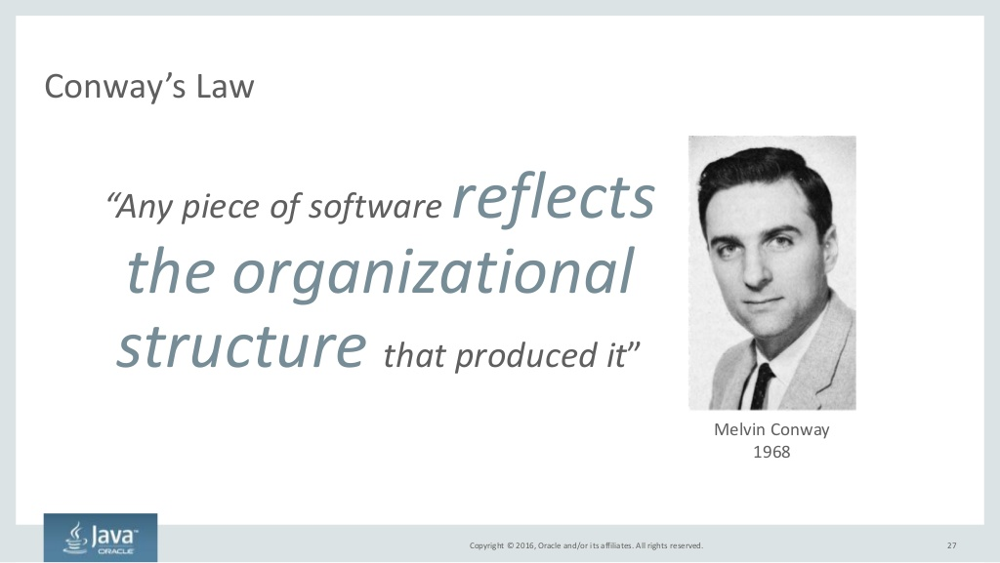 Conway’s Law
“Any piece of software reflects
the organizational
structure that produced it”
Melvin Conway
1968
Java™
ORACLE
Copyright © 2016, Oracle and/or its affiliates. All rights reserved.
27